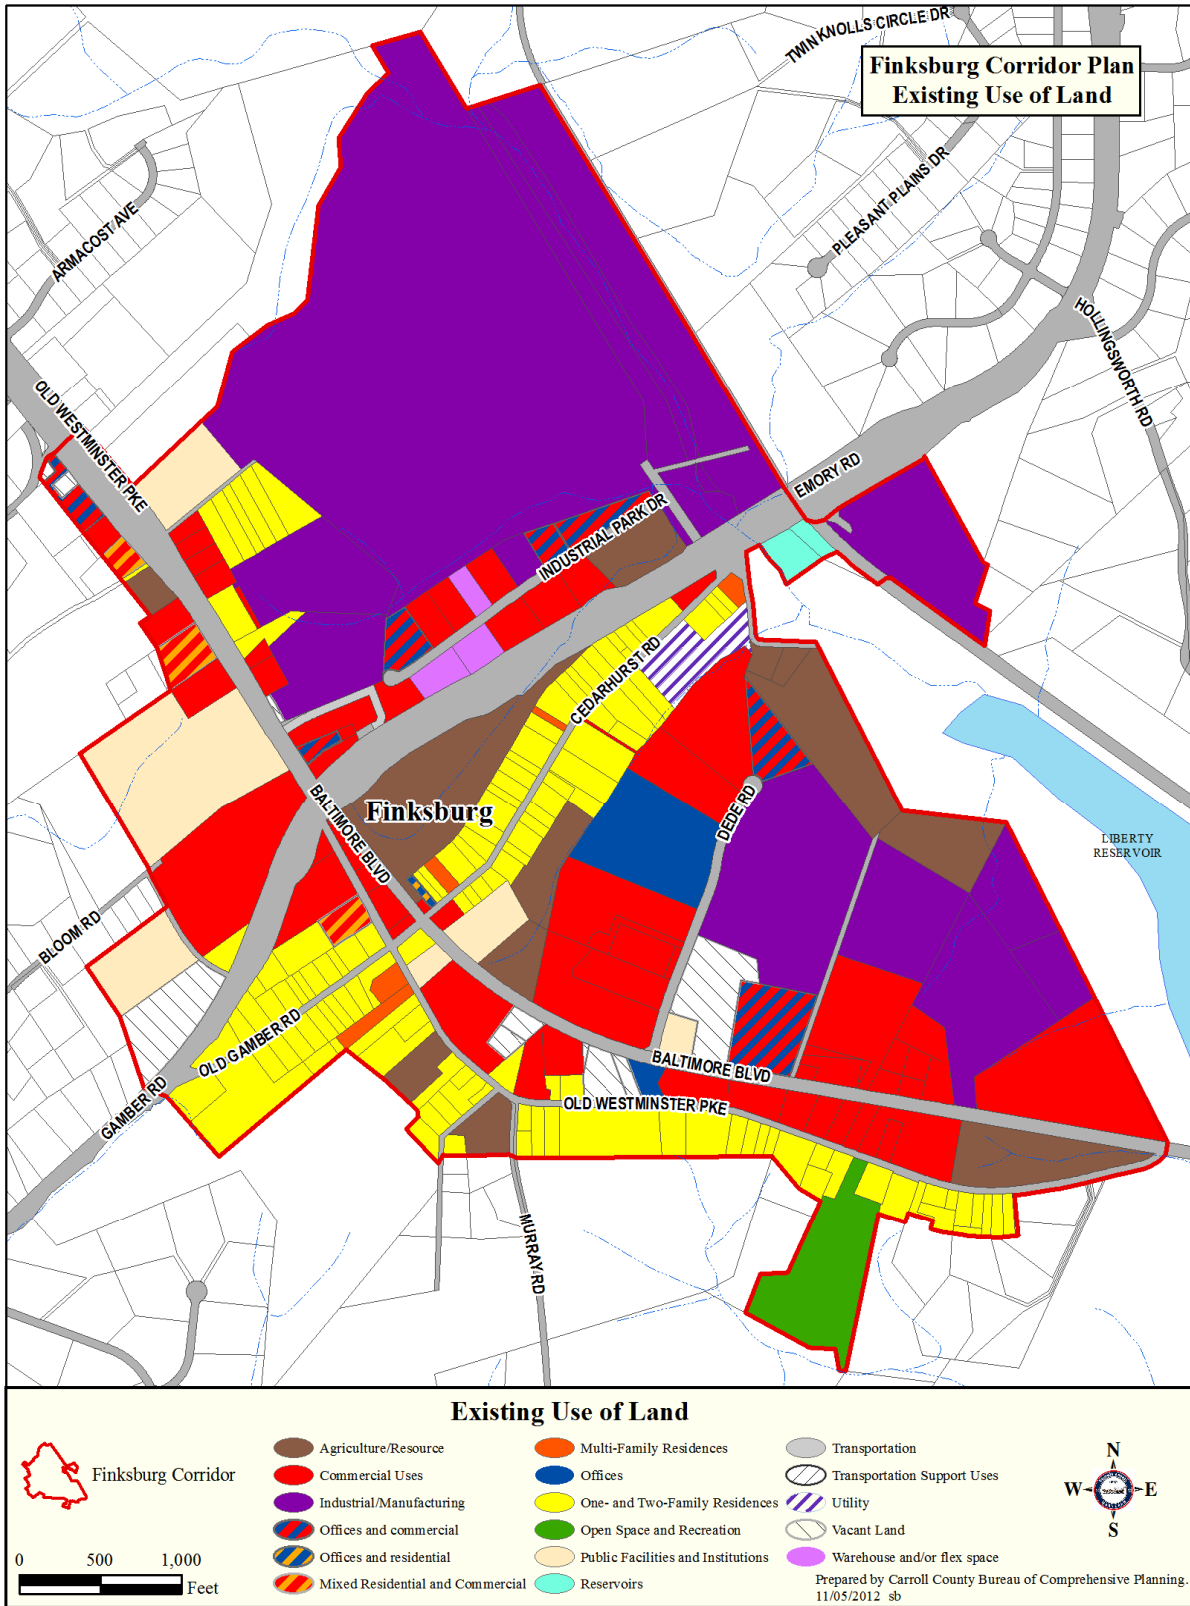 TWIN KNOLLS CIRCLE DR
Finksburg Corridor Plan
Existing Use of Land
PLEASANT PLAINS DR
ARMACOST AVE
HOLLINGSWORTH RD
OLD WESTMINSTER PKE
EMORY RD
INDUSTRIAL PARK DR
CEDARHURST RD
BALTIMORE BLVD
Finksburg
DEDE RD
LIBERTY
RESERVOIR
BLOOM RD
OLD GAMBER RD
GAMBER RD
BALTIMORE BLVD
OLD WESTMINSTER PKE
MURRAY RD
Existing Use of Land
Finksburg Corridor
Agriculture/Resource
Commercial Uses
Industrial/Manufacturing
Offices and commercial
Offices and residential
Mixed Residential and Commercial
Multi-Family Residences
Offices
One- and Two-Family Residences
Open Space and Recreation
Public Facilities and Institutions
Reservoirs
Transportation
Transportation Support Uses
Utility
Vacant Land
Warehouse and/or flex space
N
W E
S
0 500 1,000
Feet
Prepared by Carroll County Bureau of Comprehensive Planning.
11/05/2012 sb